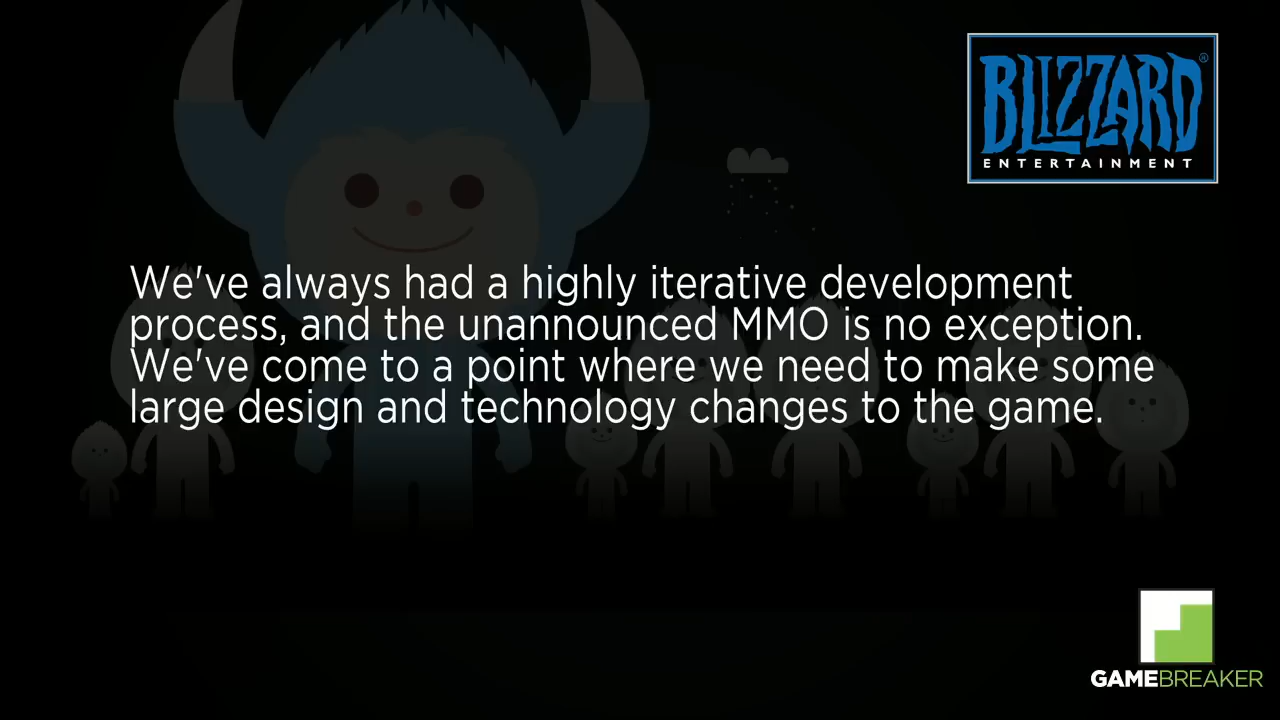 BLIZZARD®
ENTERTAINMENT
We've always had a highly iterative development
process, and the unannounced MMO is no exception.
We've come to a point where we need to make some
large design and technology changes to the game.
GAMEBREAKER